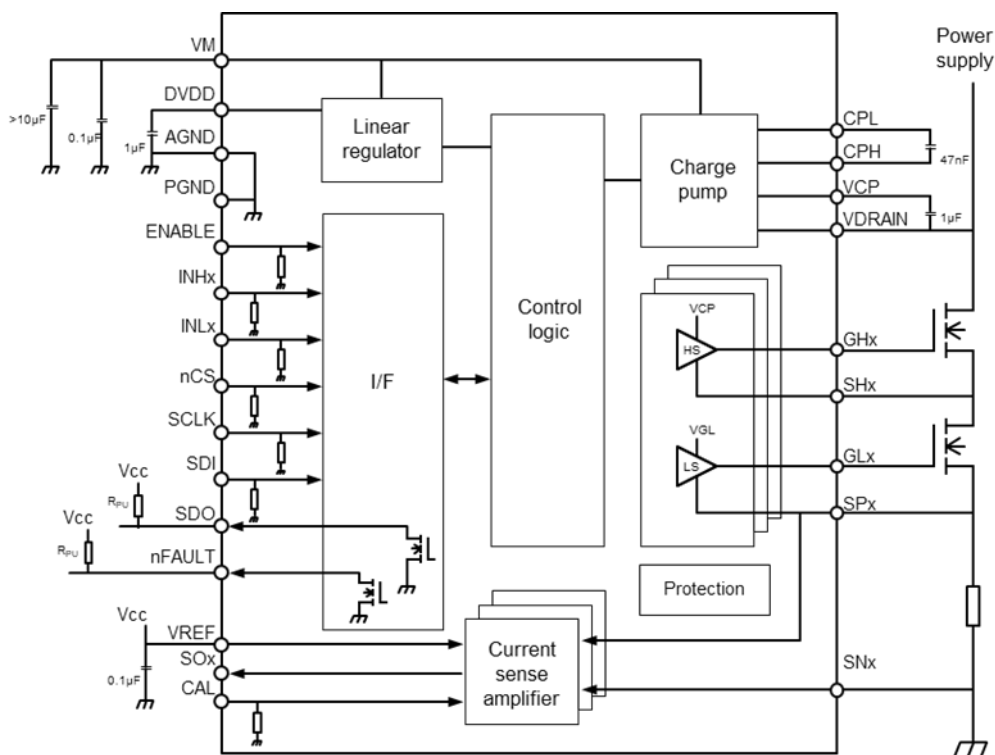 VM
DVDD
>10µF
0.1µF
1µF
AGND
PGND
ENABLE
INHx
INLx
nCS
SCLK
SDI
Vcc
RPU
SDO
Vcc
RPU
nFAULT
Vcc
VREF
SOx
0.1µF
CAL
Linear
regulator
I/F
Control
logic
Charge
pump
VCP
HS
VGL
LS
Protection
Current
sense
amplifier
Power
supply
CPL
CPH
47nF
VCP
1µF
VDRAIN
GHx
SHx
GLx
SPx
SNx